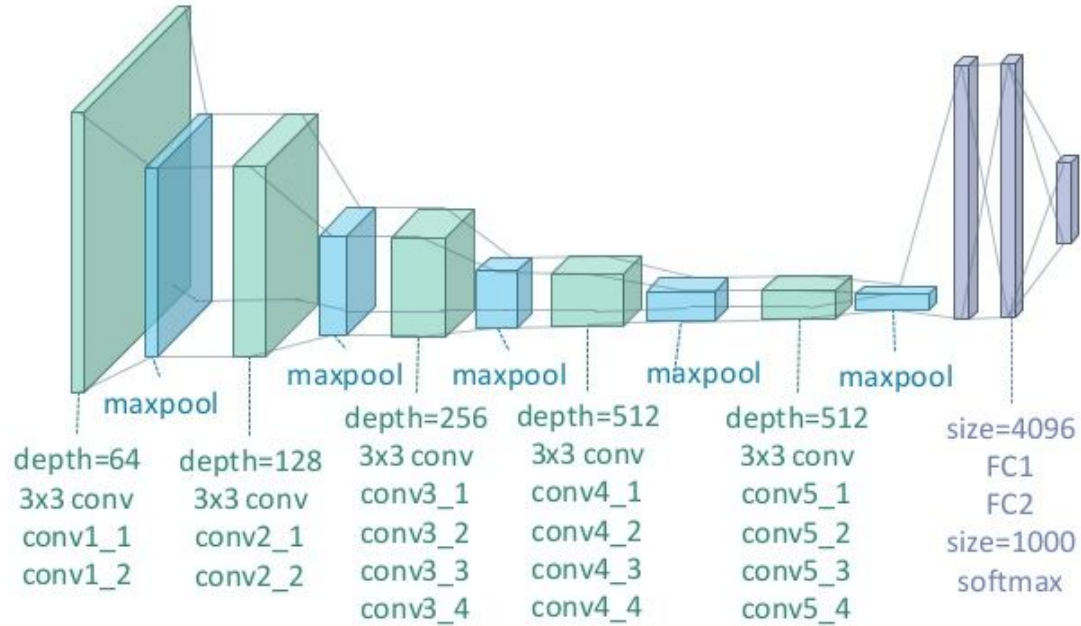 maxpool
maxpool
maxpool
maxpool
maxpool
depth=64
3x3 conv
conv1_1
conv1_2
depth=128
3x3 conv
conv2_1
conv2_2
depth=256
3x3 conv
conv3_1
conv3_2
conv3_3
conv3_4
depth=512
3x3 conv
conv4_1
conv4_2
conv4_3
conv4_4
depth=512
3x3 conv
conv5_1
conv5_2
conv5_3
conv5_4
size=4096
FC1
FC2
size=1000
softmax